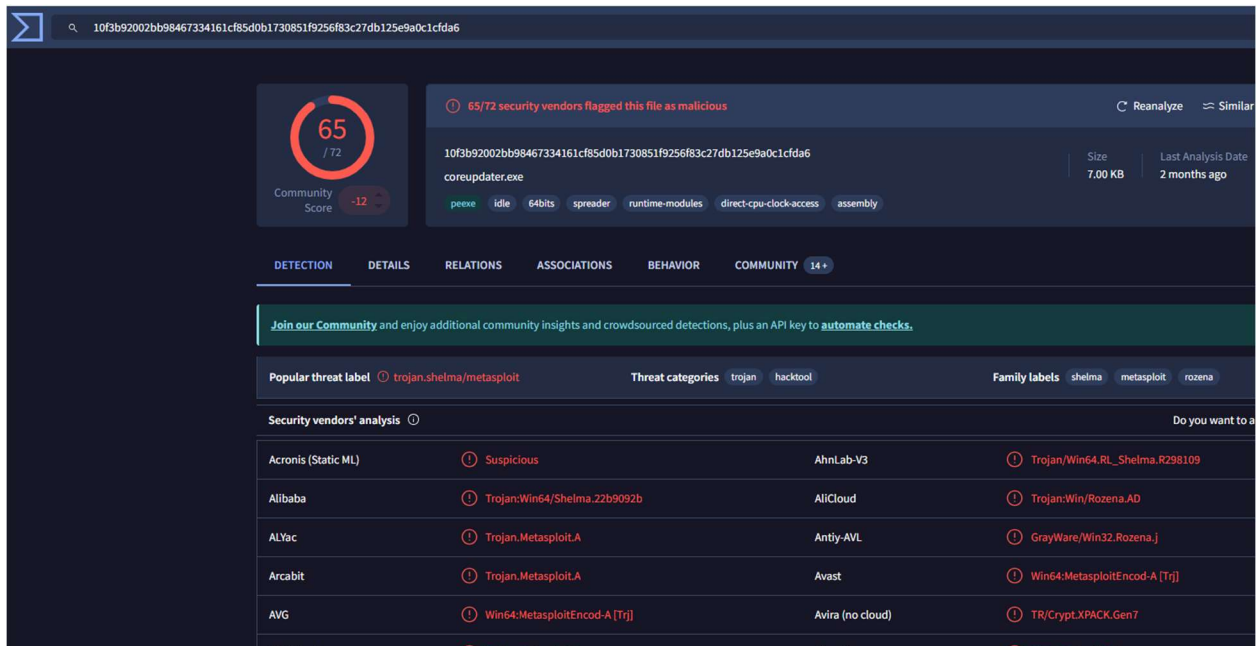 10f3b92002bb98467334161cf85d0b1730851f9256f83c27db125e9a0c1cfda6
65
/ 72
Community
Score
-12
65/72 security vendors flagged this file as malicious
Reanalyze
Similar
10f3b92002bb98467334161cf85d0b1730851f9256f83c27db125e9a0c1cfda6
coreupdater.exe
Size
7.00 KB
Last Analysis Date
2 months ago
peexe idle 64bits spreader runtime-modules direct-cpu-clock-access assembly
DETECTION DETAILS RELATIONS ASSOCIATIONS BEHAVIOR COMMUNITY 14+
Join our Community and enjoy additional community insights and crowdsourced detections, plus an API key to automate checks.
Popular threat label trojan.shelma/metasploit Threat categories trojan hacktool Family labels shelma metasploit rozena
Security vendors' analysis Do you want to a
Acronis (Static ML) Suspicious AhnLab-V3 Trojan/Win64.RL_Shelma.R298109
Alibaba Trojan:Win64/Shelma.22b9092b AliCloud Trojan:Win/Rozena.AD
ALYac Trojan.Metasploit.A Antiy-AVL GrayWare/Win32.Rozena.j
Arcabit Trojan.Metasploit.A Avast Win64:MetasploitEncod-A [Trj]
AVG Win64:MetasploitEncod-A [Trj] Avira (no cloud) TR/Crypt.XPACK.Gen7